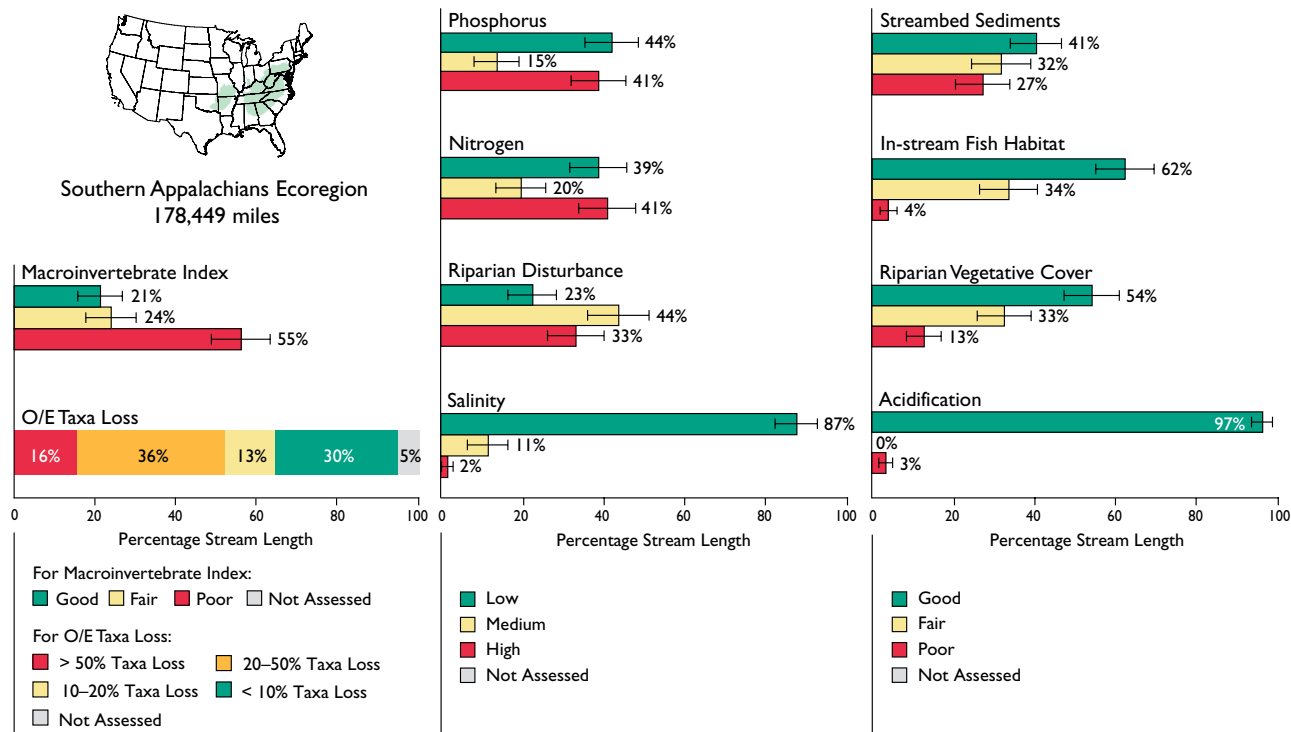 Southern Appalachians Ecoregion
178,449 miles
Macroinvertebrate Index
21%
24%
55%
O/E Taxa Loss
16% 36% 13% 30% 5%
0 20 40 60 80 100
Percentage Stream Length
For Macroinvertebrate Index:
Good Fair Poor Not Assessed
For O/E Taxa Loss:
> 50% Taxa Loss 20–50% Taxa Loss
10–20% Taxa Loss < 10% Taxa Loss
Not Assessed
Phosphorus
44%
15%
41%
Nitrogen
39%
20%
41%
Riparian Disturbance
23%
44%
33%
Salinity
87%
11%
2%
0 20 40 60 80 100
Percentage Stream Length
Low
Medium
High
Not Assessed
Streambed Sediments
41%
32%
27%
In-stream Fish Habitat
62%
34%
4%
Riparian Vegetative Cover
54%
33%
13%
Acidification
97%
0%
3%
0 20 40 60 80 100
Percentage Stream Length
Good
Fair
Poor
Not Assessed